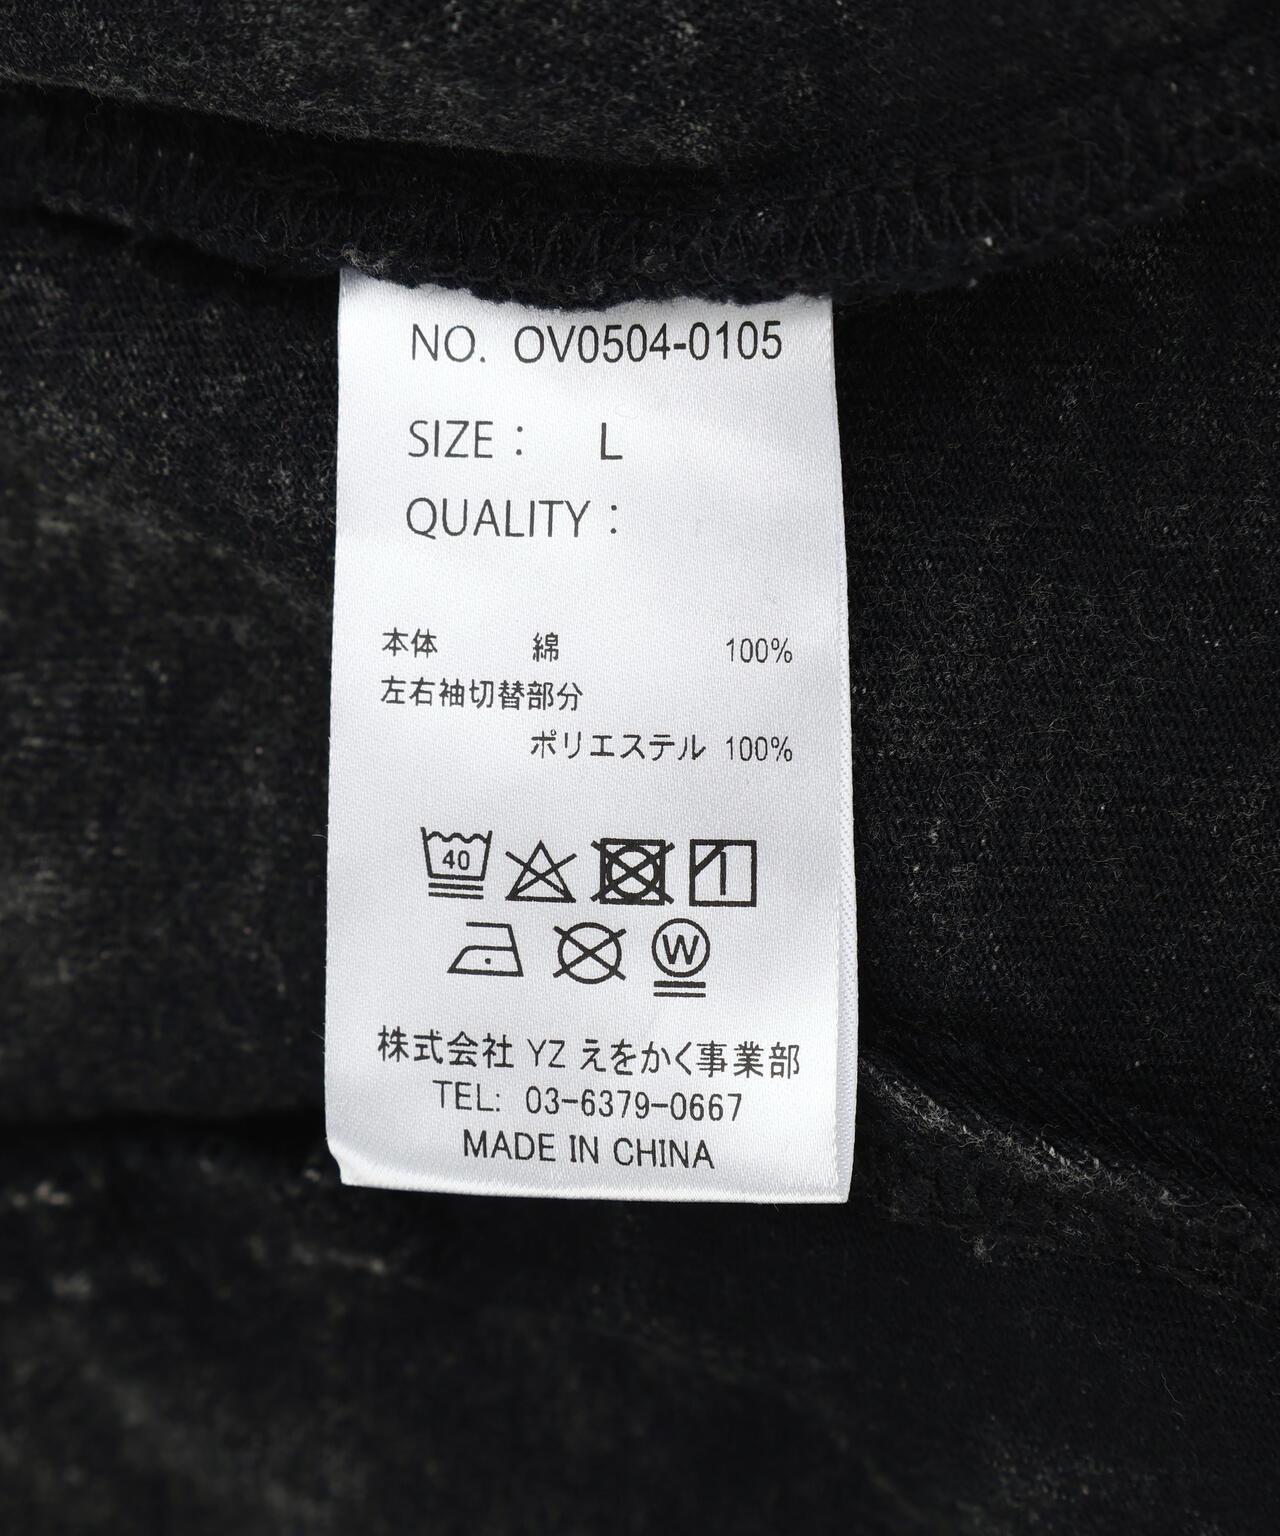 NO. OV0504-0105
SIZE： L
QUALITY：
本体 綿 100%
左右袖切替部分
ポリエステル 100%
40
W
株式会社 YZ えをかく事業部
TEL: 03-6379-0667
MADE IN CHINA